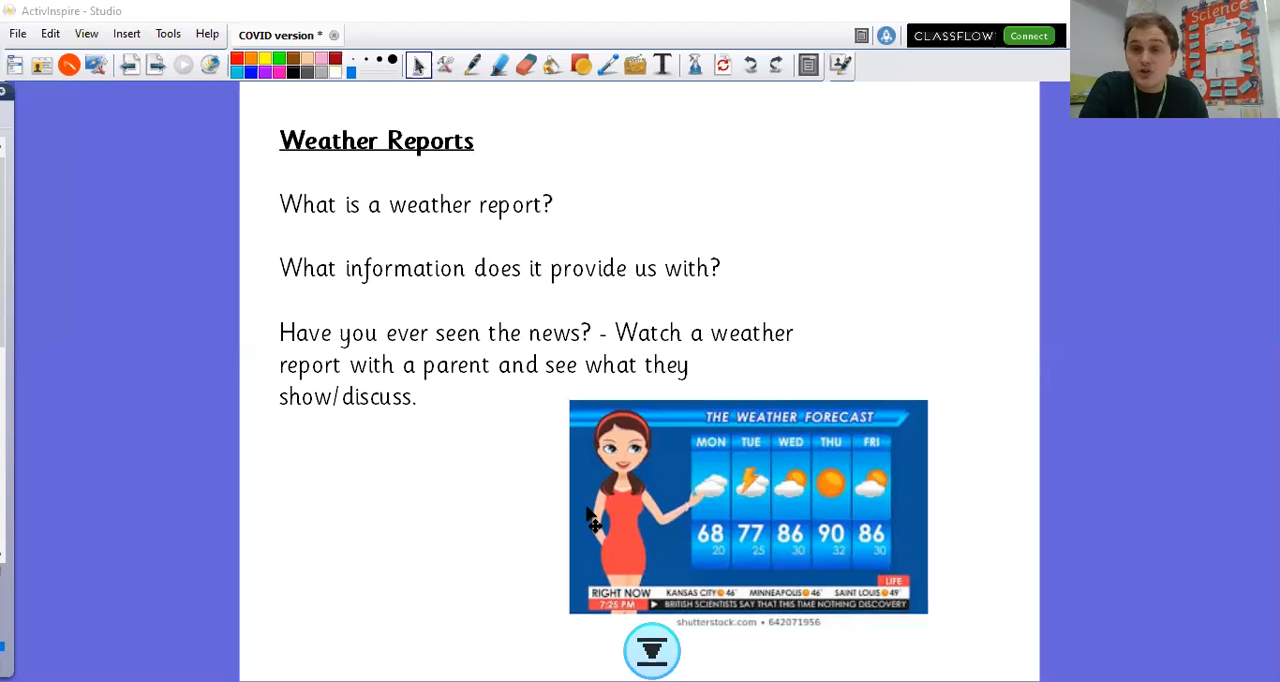 ActivInspire - Studio
File Edit View Insert Tools Help
COVID version *
CLASSFLOW Connect
Science
Weather Reports
What is a weather report?
What information does it provide us with?
Have you ever seen the news? - Watch a weather
report with a parent and see what they
show/discuss.
THE WEATHER FORECAST
MON TUE WED THU FRI
68 77 86 90 86
20 25 30 32 30
LIFE
RIGHT NOW KANSAS CITY 46° MINNEAPOLIS 46° SAINT LOUIS 49°
7:25 PM BRITISH SCIENTISTS SAY THAT THIS TIME NOTHING DISCOVERY
shutterstock.com • 642071956